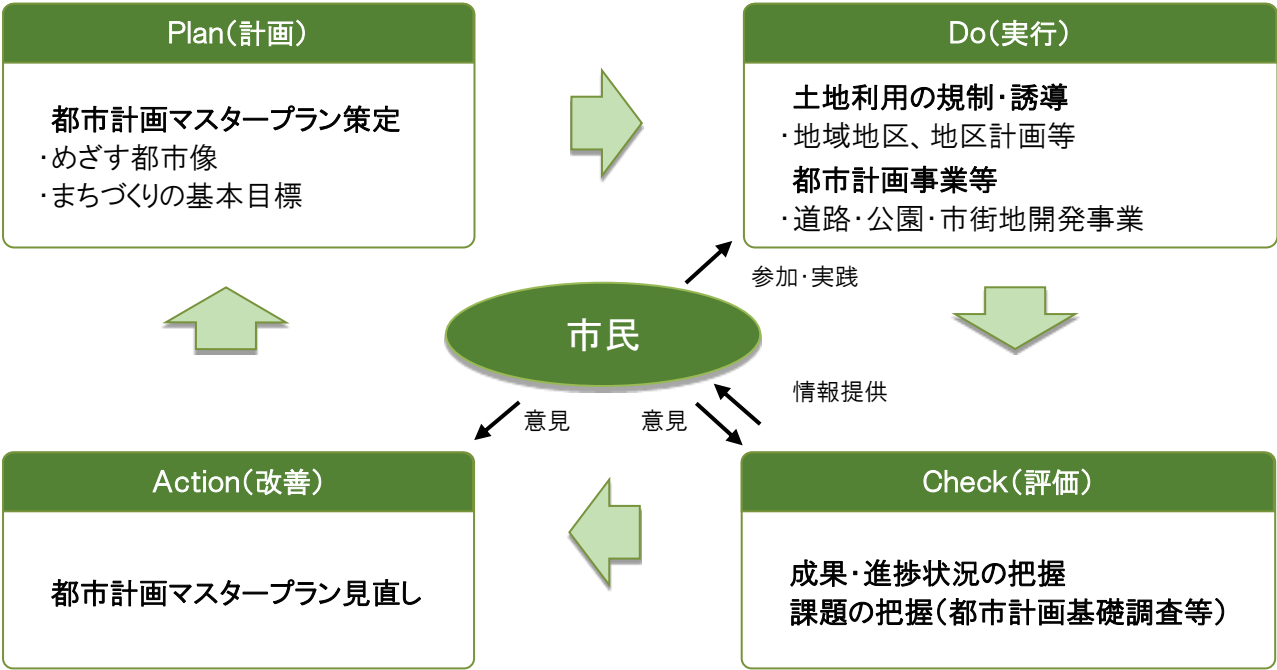 Plan(計画)
都市計画マスタープラン策定
・めざす都市像
・まちづくりの基本目標
Do(実行)
土地利用の規制・誘導
・地域地区、地区計画等
都市計画事業等
・道路・公園・市街地開発事業
参加・実践
市民
情報提供
意見
意見
Action(改善)
都市計画マスタープラン見直し
Check(評価)
成果・進捗状況の把握
課題の把握(都市計画基礎調査等)